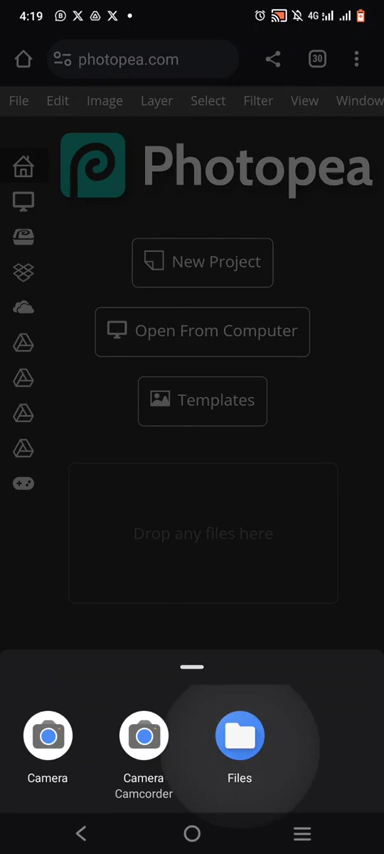 4:19
4G
photopea.com
30
File Edit Image Layer Select Filter View Window
Photopea
New Project
Open From Computer
Templates
Drop any files here
Camera
Camera
Camcorder
Files